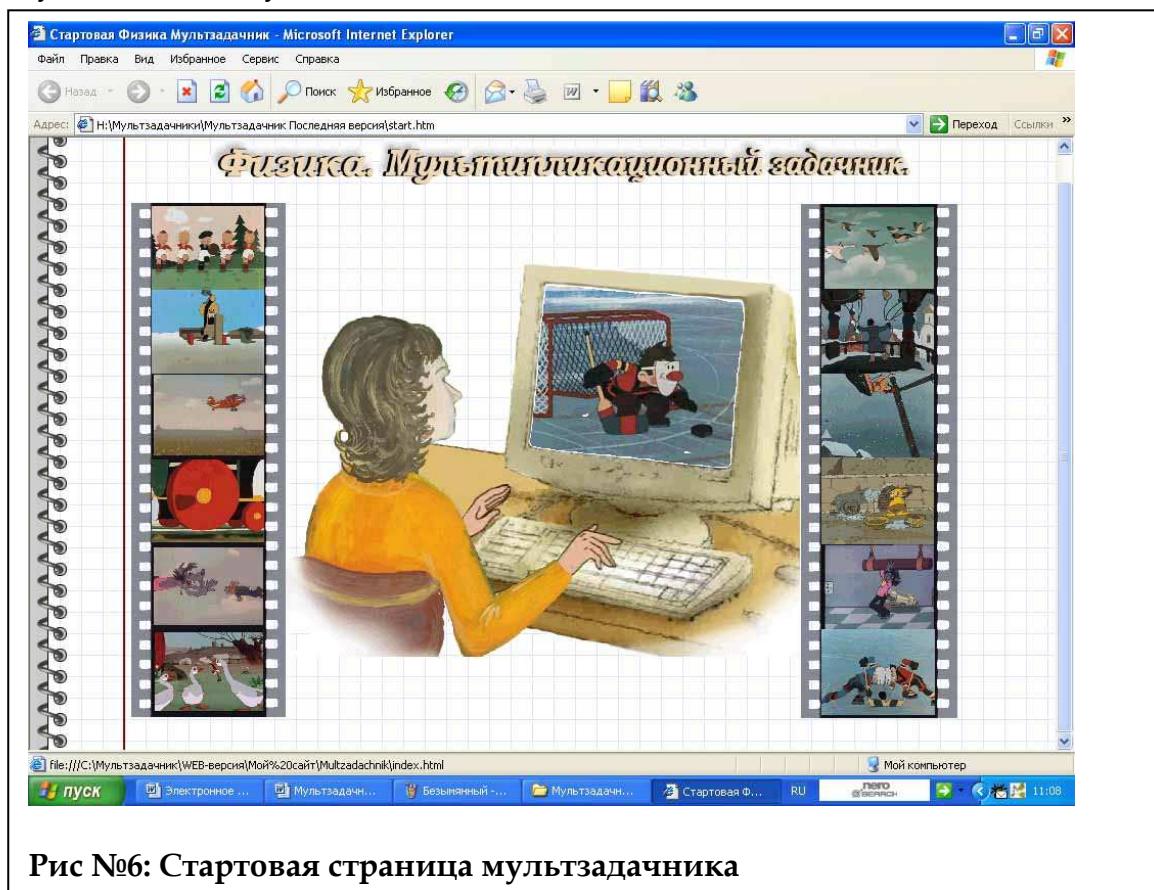 Стартовая Физика Мультзадачник - Microsoft Internet Explorer
Файл Правка Вид Избранное Сервис Справка
Назад Поиск Избранное
Адрес: H:\Мультзадачники\Мультзадачник Последняя версия\start.htm Переход Ссылки »
Физика. Мультипликационный задачник.
file:///C:/Мультзадачник\WEB-версия\Мой%20сайт\Multzadachnik\index.html Мой компьютер
пуск Электронное ... Мультзадачн... Безымянный -... Мультзадачн... Стартовая Ф... RU nero SEARCH 11:08
Рис №6: Стартовая страница мультзадачника